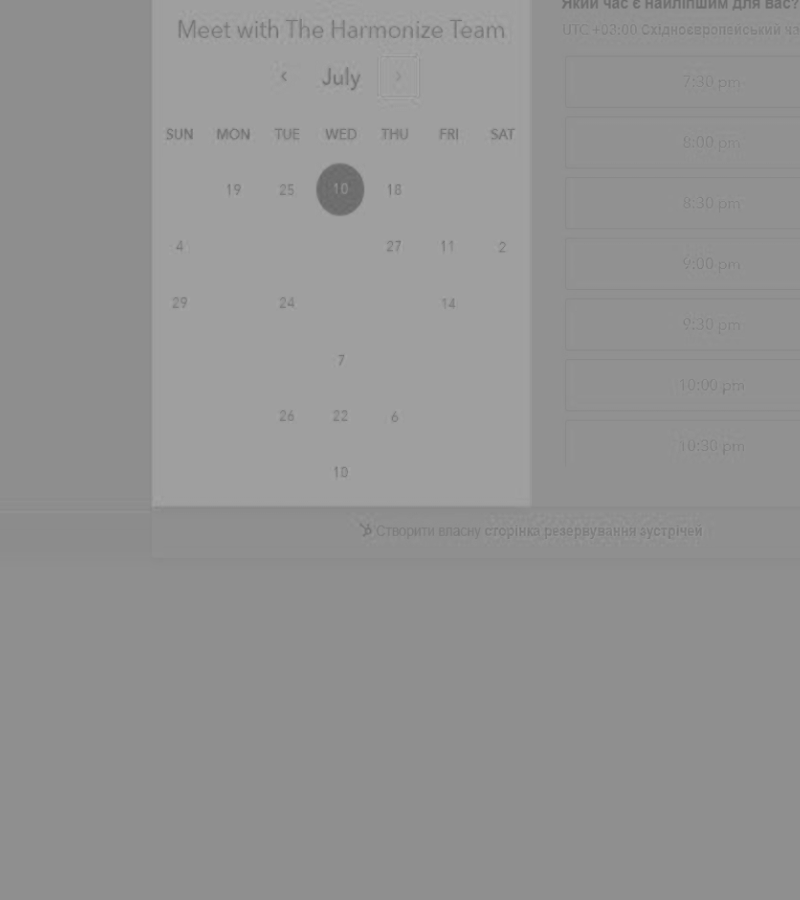 Meet with The Harmonize Team
‹ July ›
SUN MON TUE WED THU FRI SAT
19 25 10 18
4 27 11 2
29 24 14
7
26 22 6
10
Який час є найліпшим для вас?
UTC +03:00 Східноєвропейський ча
7:30 pm
8:00 pm
8:30 pm
9:00 pm
9:30 pm
10:00 pm
10:30 pm
Створити власну сторінка резервування зустрічей